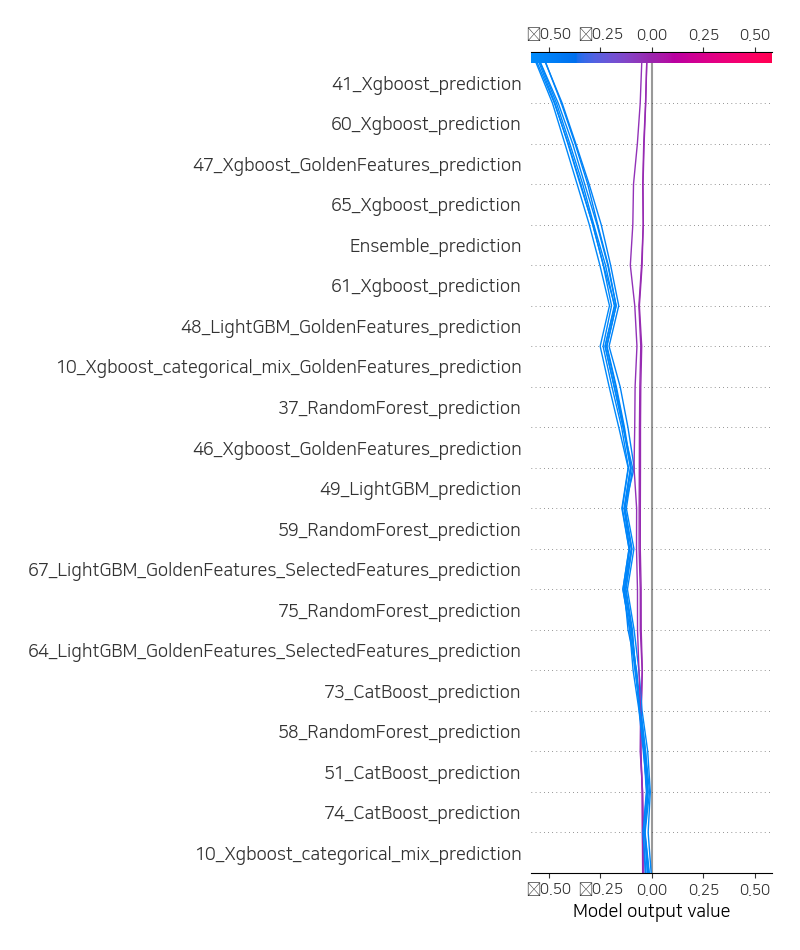 0.50 0.25 0.00 0.25 0.50
41_Xgboost_prediction
60_Xgboost_prediction
47_Xgboost_GoldenFeatures_prediction
65_Xgboost_prediction
Ensemble_prediction
61_Xgboost_prediction
48_LightGBM_GoldenFeatures_prediction
10_Xgboost_categorical_mix_GoldenFeatures_prediction
37_RandomForest_prediction
46_Xgboost_GoldenFeatures_prediction
49_LightGBM_prediction
59_RandomForest_prediction
67_LightGBM_GoldenFeatures_SelectedFeatures_prediction
75_RandomForest_prediction
64_LightGBM_GoldenFeatures_SelectedFeatures_prediction
73_CatBoost_prediction
58_RandomForest_prediction
51_CatBoost_prediction
74_CatBoost_prediction
10_Xgboost_categorical_mix_prediction
0.50 0.25 0.00 0.25 0.50
Model output value